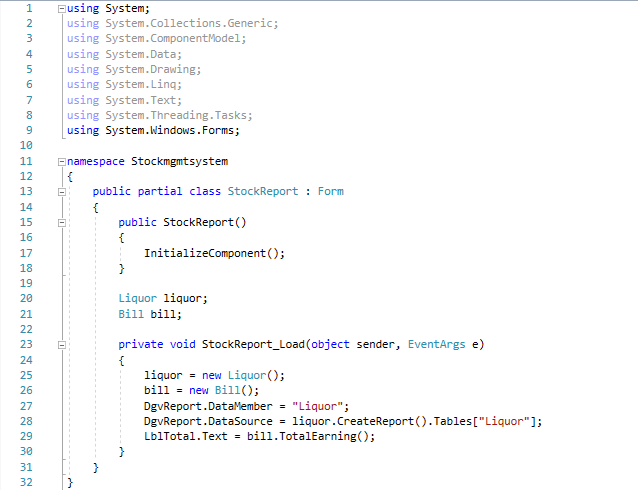 1 using System;
2 using System.Collections.Generic;
3 using System.ComponentModel;
4 using System.Data;
5 using System.Drawing;
6 using System.Linq;
7 using System.Text;
8 using System.Threading.Tasks;
9 using System.Windows.Forms;
10
11 namespace Stockmgmtsystem
12 {
13     public partial class StockReport : Form
14     {
15         public StockReport()
16         {
17             InitializeComponent();
18         }
19
20         Liquor liquor;
21         Bill bill;
22
23         private void StockReport_Load(object sender, EventArgs e)
24         {
25             liquor = new Liquor();
26             bill = new Bill();
27             DgvReport.DataMember = "Liquor";
28             DgvReport.DataSource = liquor.CreateReport().Tables["Liquor"];
29             LblTotal.Text = bill.TotalEarning();
30         }
31     }
32 }